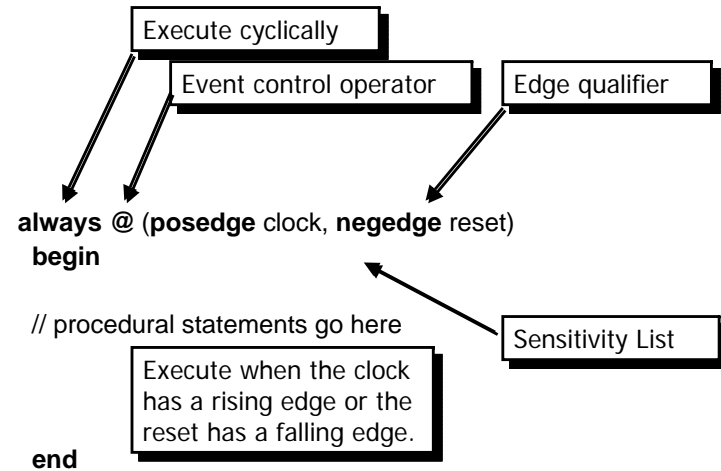 Execute cyclically
Event control operator
Edge qualifier
always @ (posedge clock, negedge reset)
begin
// procedural statements go here
Sensitivity List
Execute when the clock
has a rising edge or the
reset has a falling edge.
end